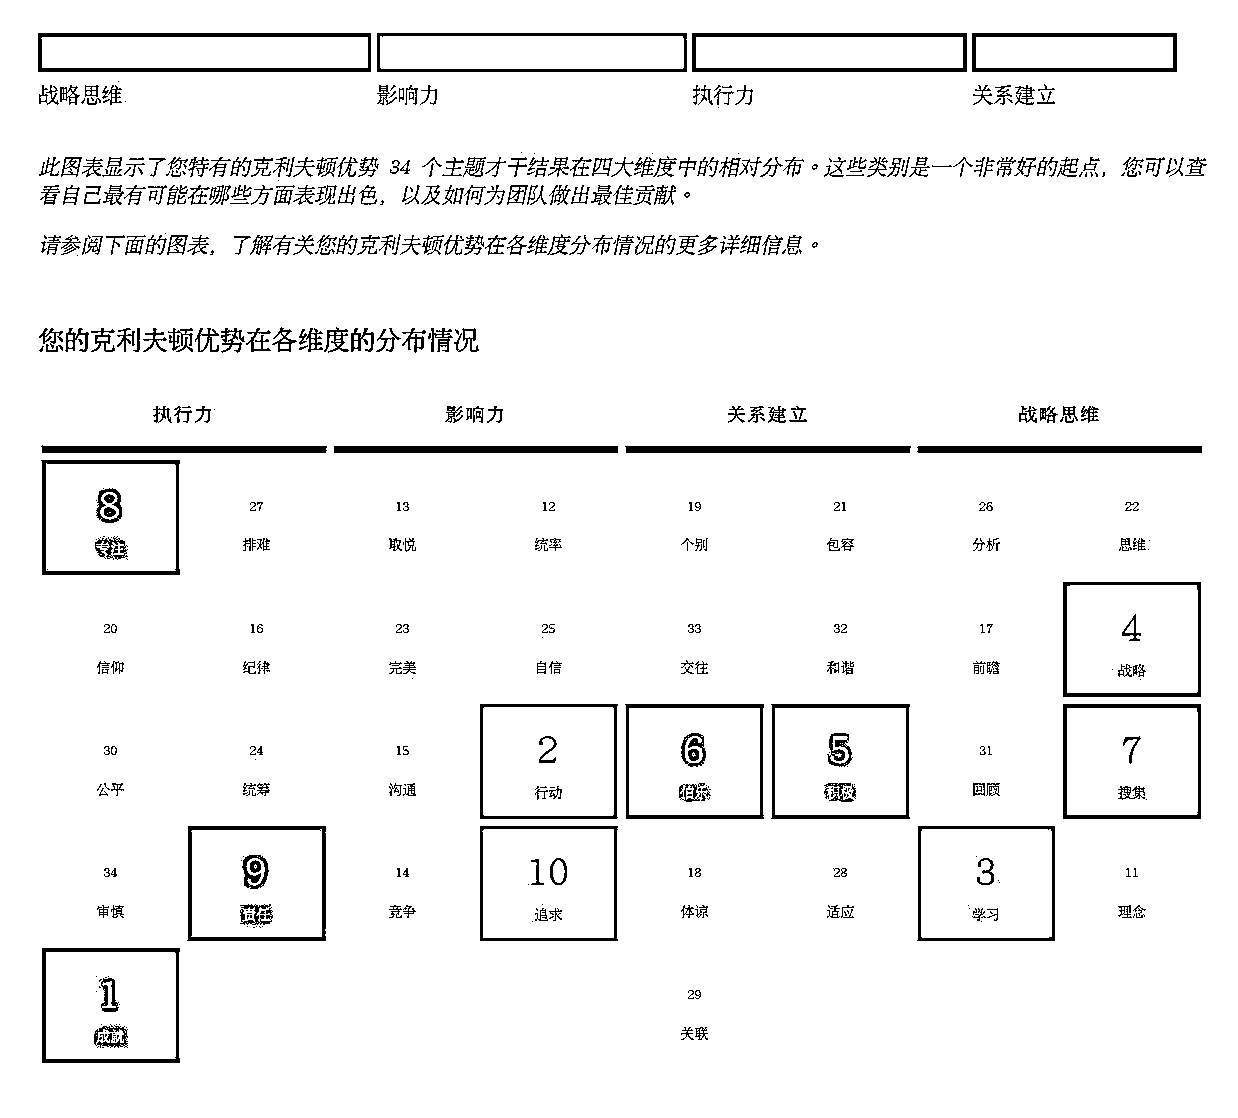 战略思维 影响力 执行力 关系建立
此图表显示了您特有的克利夫顿优势 34 个主题才干结果在四大维度中的相对分布。这些类别是一个非常好的起点，您可以查
看自己最有可能在哪些方面表现出色，以及如何为团队做出最佳贡献。
请参阅下面的图表，了解有关您的克利夫顿优势在各维度分布情况的更多详细信息。
您的克利夫顿优势在各维度的分布情况
执行力 影响力 关系建立 战略思维
8 27 13 12 19 21 26 22
专注 排难 取悦 统率 个别 包容 分析 思维
20 16 23 25 33 32 17 4
信仰 纪律 完美 自信 交往 和谐 前瞻 战略
30 24 15 2 6 5 31 7
公平 统筹 沟通 行动 伯乐 积极 回顾 搜集
34 9 14 10 18 28 3 11
审慎 责任 竞争 追求 体谅 适应 学习 理念
1 29
成就 关联